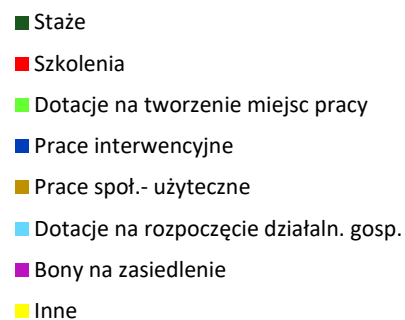 Staże
Szkolenia
Dotacje na tworzenie miejsc pracy
Prace interwencyjne
Prace społ.- użyteczne
Dotacje na rozpoczęcie działaln. gosp.
Bony na zasiedlenie
Inne